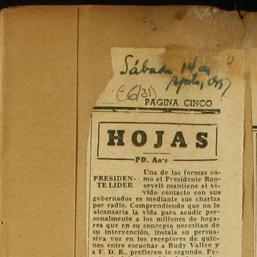 Sábado, 14 de
Agosto, 1937
4
(6/31)
PAGINA CINCO
HOJAS
PD. Ao's
PRESIDEN-
TE LIDER
Una de las formas có-
mo el Presidente Roo-
sevelt mantiene el vi-
vido contacto con sus
gobernados es mediante sus charlas
por radio. Comprendiendo que no le
alcanzaría la vida para acudir per-
sonalmente a los millones de hoga-
res que en su concepto necesitan de
su intervención, instala su persua-
siva voz en los receptores de quie-
nes entre escuchar a Rudy Vallee y
a F. D. R., prefieren lo segundo. Pe-